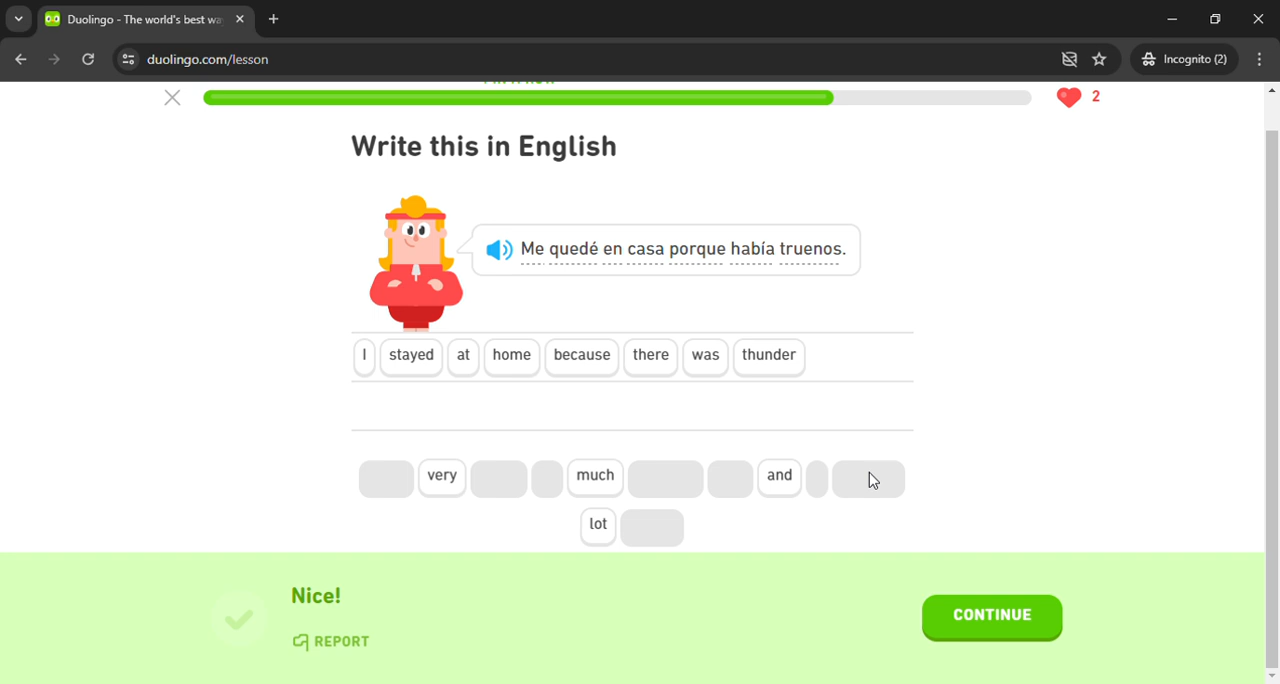 Duolingo - The world's best wa
duolingo.com/lesson
Incognito (2)
2
Write this in English
Me quedé en casa porque había truenos.
I stayed at home because there was thunder
very much and
lot
Nice!
REPORT
CONTINUE